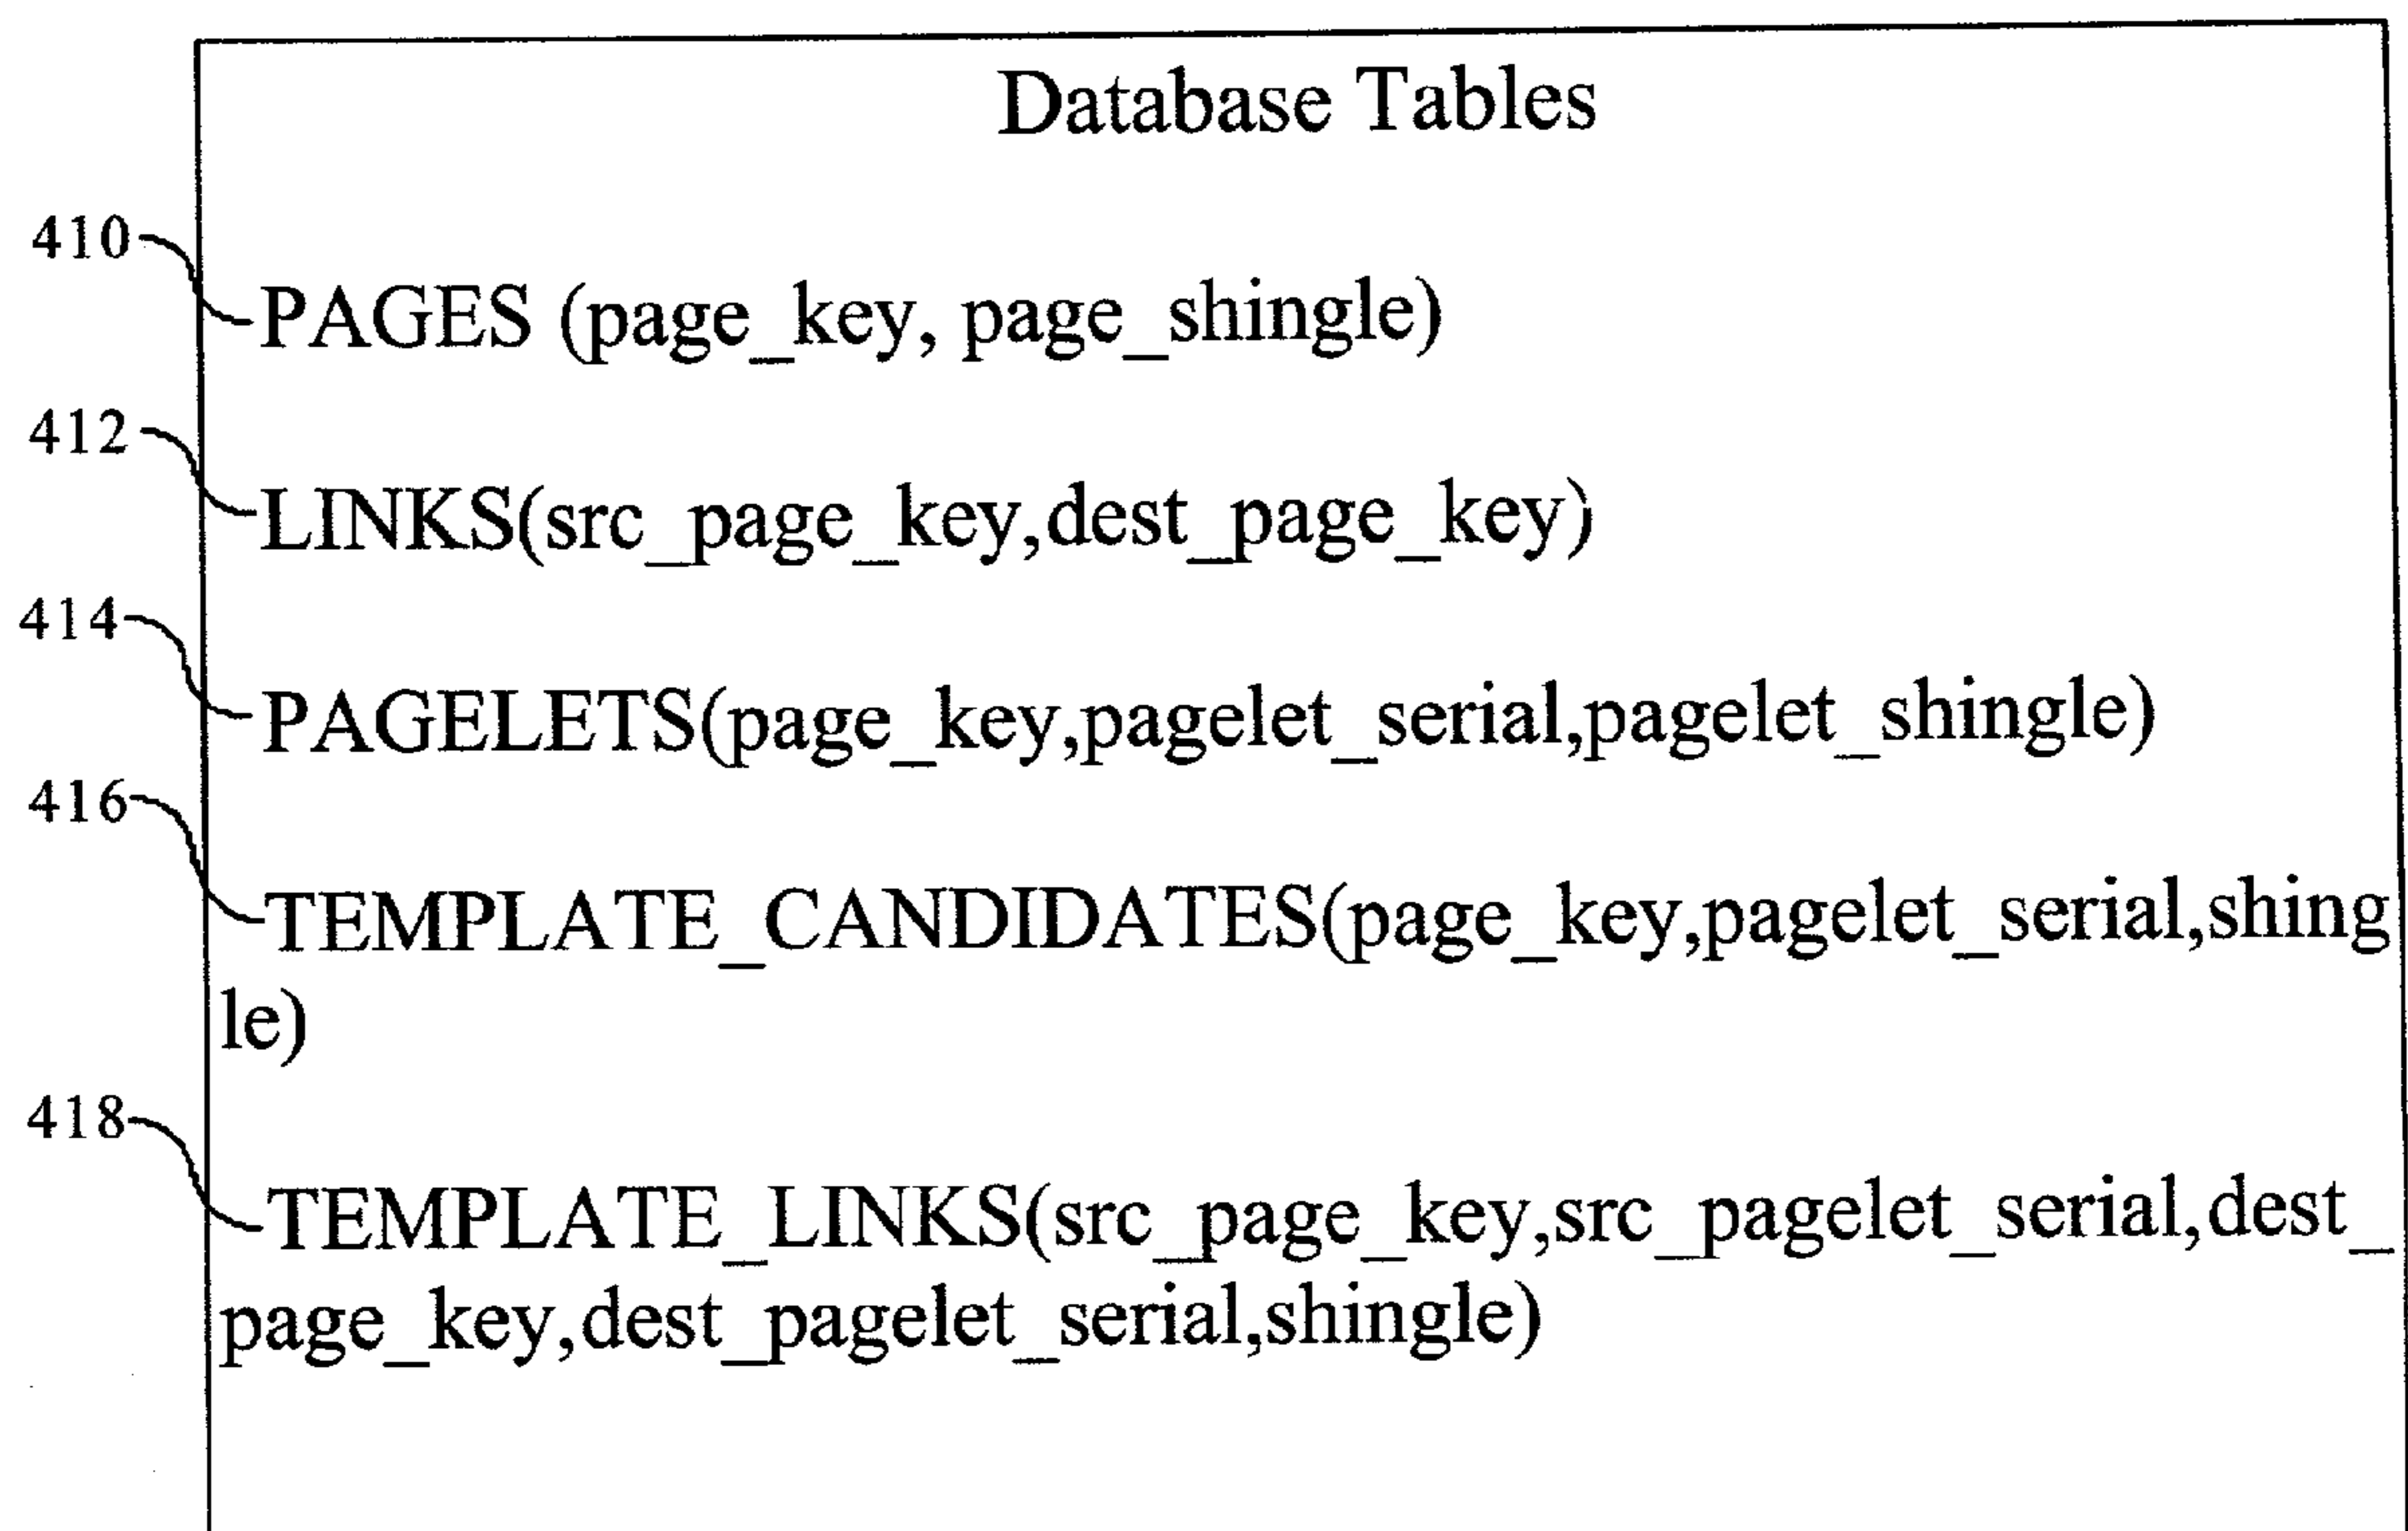 Database Tables
410
PAGES (page_key, page_shingle)
412
LINKS(src_page_key,dest_page_key)
414
PAGELETS(page_key,pagelet_serial,pagelet_shingle)
416
TEMPLATE_CANDIDATES(page_key,pagelet_serial,shing
le)
418
TEMPLATE_LINKS(src_page_key,src_pagelet_serial,dest_
page_key,dest_pagelet_serial,shingle)